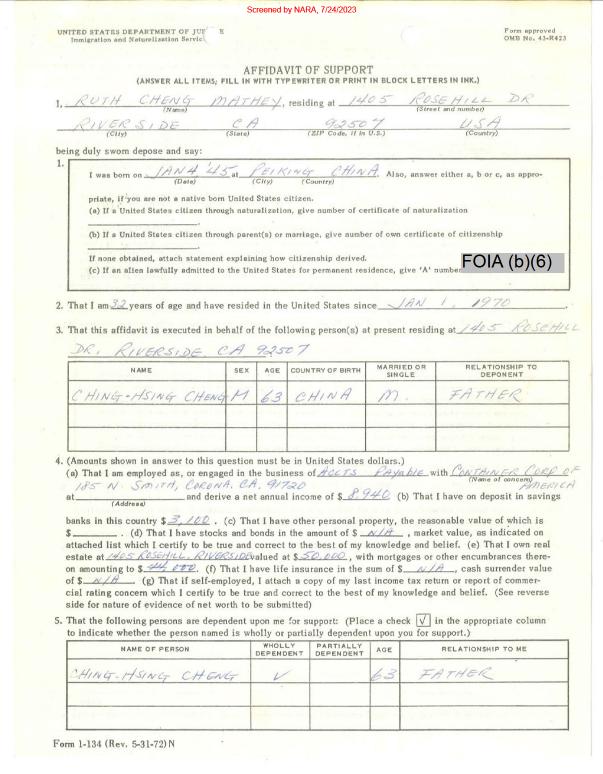 Screened by NARA, 7/24/2023
UNITED STATES DEPARTMENT OF JUS E
Immigration and Naturalization Servic
Form approved
OMB No. 43-R423
AFFIDAVIT OF SUPPORT
(ANSWER ALL ITEMS; FILL IN WITH TYPEWRITER OR PRINT IN BLOCK LETTERS IN INK.)
I, RUTH CHENG MATHEY, residing at 1405 ROSEHILL DR
(Name) (Street and number)
RIVERSIDE CA 92507 USA
(City) (State) (ZIP Code, if in U.S.) (Country)
being duly sworn depose and say:
1.
I was born on JAN 4 '45 at PEIKING CHINA. Also, answer either a, b or c, as appro-
(Date) (City) (Country)
priate, if you are not a native born United States citizen.
(a) If a United States citizen through naturalization, give number of certificate of naturalization
(b) If a United States citizen through parent(s) or marriage, give number of own certificate of citizenship
If none obtained, attach statement explaining how citizenship derived.
(c) If an alien lawfully admitted to the United States for permanent residence, give 'A' number FOIA (b)(6)
2. That I am 32 years of age and have resided in the United States since JAN 1, 1970.
3. That this affidavit is executed in behalf of the following person(s) at present residing at 1405 ROSEHILL
DR, RIVERSIDE CA 92507
NAME SEX AGE COUNTRY OF BIRTH MARRIED OR SINGLE RELATIONSHIP TO DEPONENT
CHING-HSING CHENG M 63 CHINA M. FATHER
4. (Amounts shown in answer to this question must be in United States dollars.)
(a) That I am employed as, or engaged in the business of ACCTS PAYABLE with CONTAINER CORP OF
(Name of concern) AMERICA
185 N. SMITH, CORONA, CA. 91720
at and derive a net annual income of $ 8,940 (b) That I have on deposit in savings
(Address)
banks in this country $ 3,100. (c) That I have other personal property, the reasonable value of which is
$ . (d) That I have stocks and bonds in the amount of $ N/A, market value, as indicated on
attached list which I certify to be true and correct to the best of my knowledge and belief. (e) That I own real
estate at 1405 ROSEHILL, RIVERSIDE valued at $ 50,000, with mortgages or other encumbrances there-
on amounting to $ 44,000. (f) That I have life insurance in the sum of $ N/A, cash surrender value
of $ N/A. (g) That if self-employed, I attach a copy of my last income tax return or report of commer-
cial rating concern which I certify to be true and correct to the best of my knowledge and belief. (See reverse
side for nature of evidence of net worth to be submitted)
5. That the following persons are dependent upon me for support: (Place a check √ in the appropriate column
to indicate whether the person named is wholly or partially dependent upon you for support.)
NAME OF PERSON WHOLLY DEPENDENT PARTIALLY DEPENDENT AGE RELATIONSHIP TO ME
CHING-HSING CHENG √ 63 FATHER
Form I-134 (Rev. 5-31-72) N